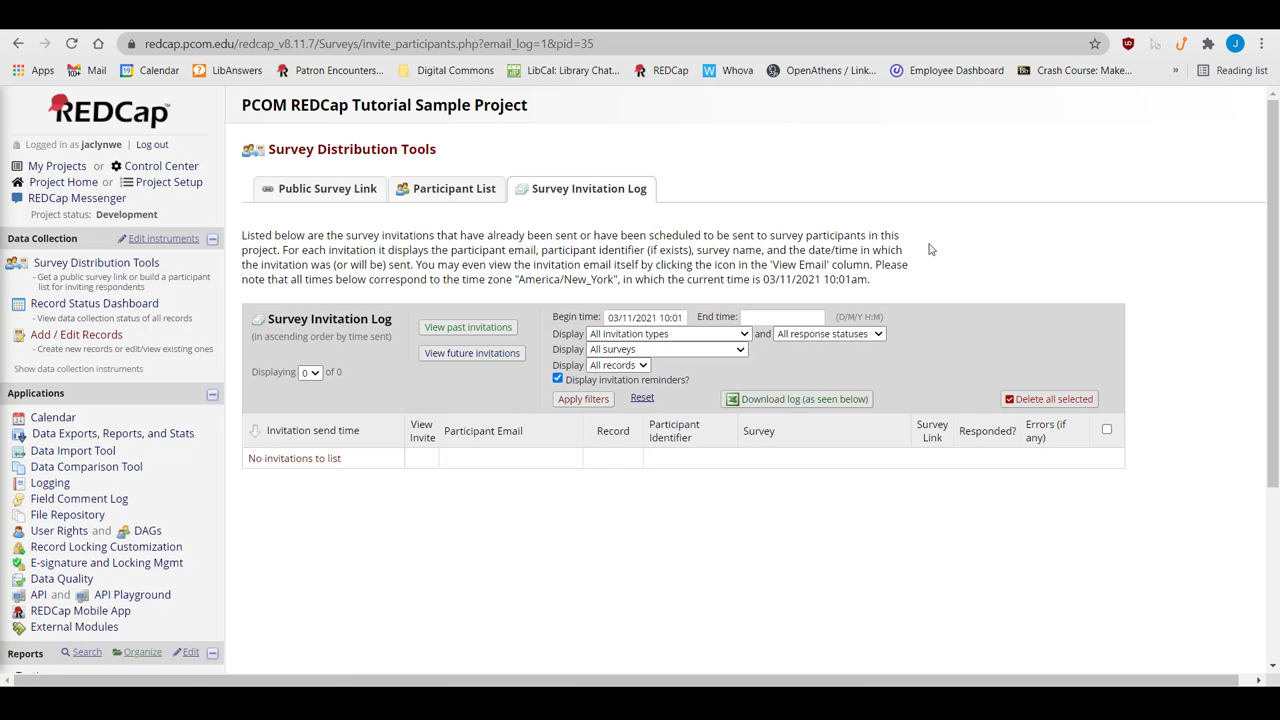 redcap.pcom.edu/redcap_v8.11.7/Surveys/invite_participants.php?email_log=1&pid=35
Apps 10+ Mail Calendar LibAnswers Patron Encounters... Digital Commons LibCal: Library Chat... REDCap Whova OpenAthens / Link... Employee Dashboard Crash Course: Make... » Reading list
REDCap
Logged in as jaclynwe | Log out
My Projects or Control Center
Project Home or Project Setup
REDCap Messenger
Project status: Development
Data Collection Edit instruments
Survey Distribution Tools
- Get a public survey link or build a participant
list for inviting respondents
Record Status Dashboard
- View data collection status of all records
Add / Edit Records
- Create new records or edit/view existing ones
Show data collection instruments
Applications
Calendar
Data Exports, Reports, and Stats
Data Import Tool
Data Comparison Tool
Logging
Field Comment Log
File Repository
User Rights and DAGs
Record Locking Customization
E-signature and Locking Mgmt
Data Quality
API and API Playground
REDCap Mobile App
External Modules
Reports Search Organize Edit
PCOM REDCap Tutorial Sample Project
Survey Distribution Tools
Public Survey Link Participant List Survey Invitation Log
Listed below are the survey invitations that have already been sent or have been scheduled to be sent to survey participants in this
project. For each invitation it displays the participant email, participant identifier (if exists), survey name, and the date/time in which
the invitation was (or will be) sent. You may even view the invitation email itself by clicking the icon in the 'View Email' column. Please
note that all times below correspond to the time zone "America/New_York", in which the current time is 03/11/2021 10:01am.
Survey Invitation Log
(in ascending order by time sent)
Displaying 0 of 0
View past invitations
View future invitations
Begin time: 03/11/2021 10:01 End time: (D/M/Y H:M)
Display All invitation types and All response statuses
Display All surveys
Display All records
Display invitation reminders?
Apply filters Reset Download log (as seen below) Delete all selected
Invitation send time View Invite Participant Email Record Participant Identifier Survey Survey Link Responded? Errors (if any)
No invitations to list